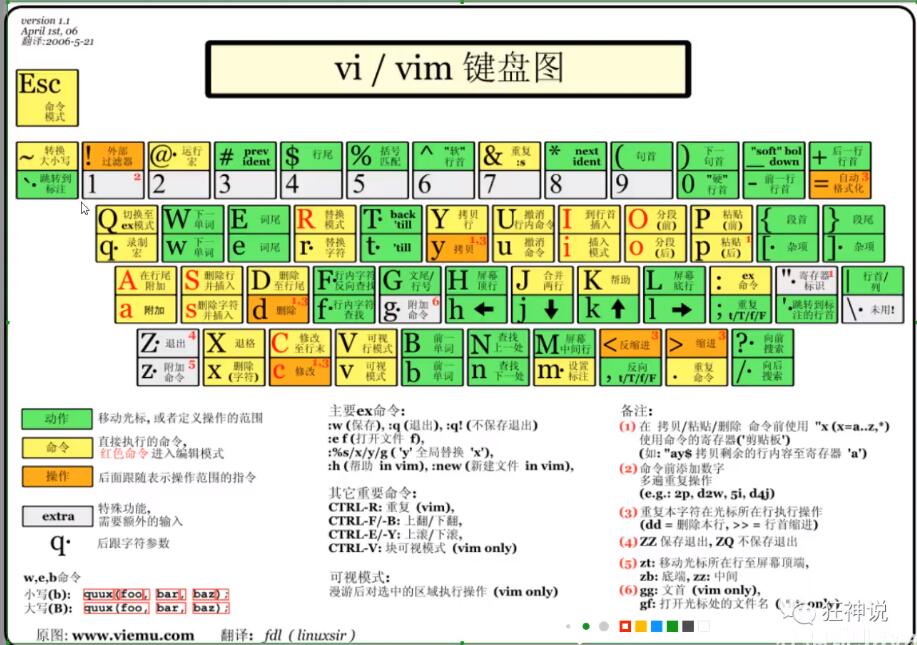 version 1.1
April 1st, 06
翻译:2006-5-21
vi / vim 键盘图
Esc 命令模式
~ 转换大小写 ! 外部过滤器 @· 运行宏 # prev ident $ 行尾 % 括号匹配 ^ "软"行首 & 重复:s * next ident ( 句首 ) 下一句首 "soft" bol _ down + 后一行行首
`· 跳转到标注 1 2 2 3 4 5 6 7 8 9 0 "硬"行首 - 前一行行首 = 自动格式化 3
Q 切换至ex模式 W 下一单词 E 词尾 R 替换模式 T· back 'till Y 拷贝行 U 撤消行内命令 I 到行首插入 O 分段(前) P 粘贴(前) { 段首 } 段尾
q· 录制宏 w 下一单词 e 词尾 r· 替换字符 t· 'till y 拷贝 1,3 u 撤消命令 i 插入模式 o 分段(后) p 粘贴(后) 1 [· 杂项 ]· 杂项
A 在行尾附加 S 删除行并插入 D 删除至行尾 F· 行内字符反向查找 G 文尾/行号 H 屏幕顶行 J 合并两行 K 帮助 L 屏幕底行 : ex命令 "· 寄存器标识 1 | 行首/列
a 附加 s 删除字符并插入 d 删除 1,3 f· 行内字符查找 g· 附加命令 6 h ← j ↓ k ↑ l → ; 重复 t/T/f/F '· 跳转到标注的行首 \· 未用!
Z· 退出 4 X 退格 C 修改至行末 V 可视行模式 B 前一单词 N 查找上一处 M 屏幕中间行 < 反缩进 3 > 缩进 3 ?· 向前搜索
z· 附加命令 5 x 删除(字符) c 修改 1,3 v 可视模式 b 前一单词 n 查找下一处 m· 设置标注 , 反向 t/T/f/F . 重复命令 /· 向后搜索
动作 移动光标, 或者定义操作的范围
命令 直接执行的命令,
红色命令 进入编辑模式
操作 后面跟随表示操作范围的指令
extra 特殊功能,
需要额外的输入
q· 后跟字符参数
w,e,b命令
小写(b): quux(foo, bar, baz);
大写(B): quux(foo, bar, baz);
原图: www.viemu.com 翻译: fdl ( linuxsir )
主要ex命令:
:w (保存), :q (退出), :q! (不保存退出)
:e f (打开文件 f),
:%s/x/y/g ( 'y' 全局替换 'x'),
:h (帮助 in vim), :new (新建文件 in vim),
其它重要命令:
CTRL-R: 重复 (vim),
CTRL-F/-B: 上翻/下翻,
CTRL-E/-Y: 上滚/下滚,
CTRL-V: 块可视模式 (vim only)
可视模式:
漫游后对选中的区域执行操作 (vim only)
备注:
(1) 在 拷贝/粘贴/删除 命令前使用 "x (x=a..z,*)
使用命令的寄存器('剪贴板')
(如: "ay$ 拷贝剩余的行内容至寄存器 'a')
(2) 命令前添加数字
多遍重复操作
(e.g.: 2p, d2w, 5i, d4j)
(3) 重复本字符在光标所在行执行操作
(dd = 删除本行, >> = 行首缩进)
(4) ZZ 保存退出, ZQ 不保存退出
(5) zt: 移动光标所在行至屏幕顶端,
zb: 底端, zz: 中间
(6) gg: 文首 (vim only),
gf: 打开光标处的文件名
狂神说